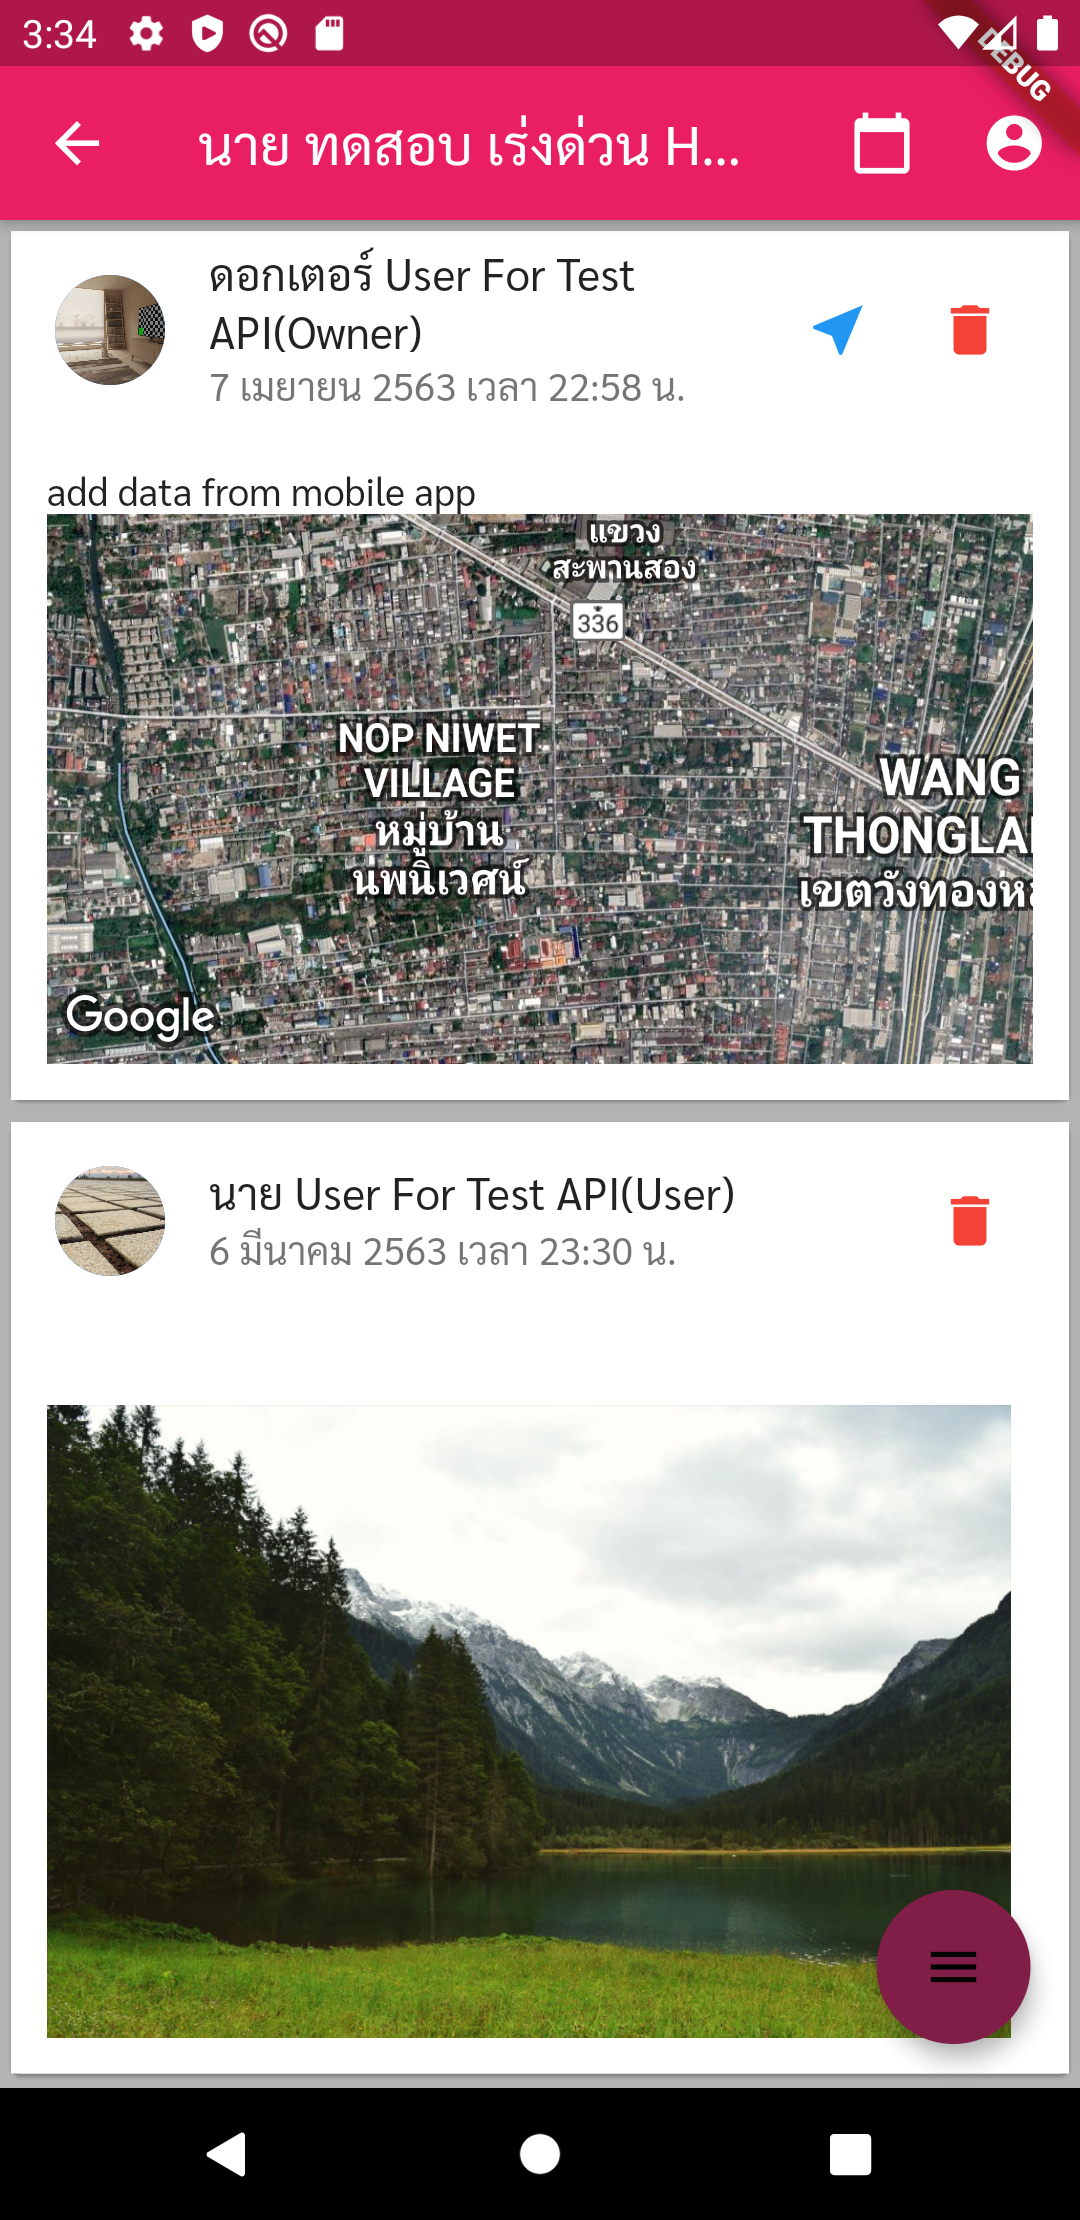 3:34
DEBUG
นาย ทดสอบ เร่งด่วน H...
ดอกเตอร์ User For Test
API(Owner)
7 เมยายน 2563 เวลา 22:58 น.
add data from mobile app
แขวง
สะพานสอง
336
NOP NIWET
VILLAGE
หมู่บ้าน
นพนิเวศน์
WANG
THONGLA
เขตวังทองหล
Google
นาย User For Test API(User)
6 มีนาคม 2563 เวลา 23:30 น.